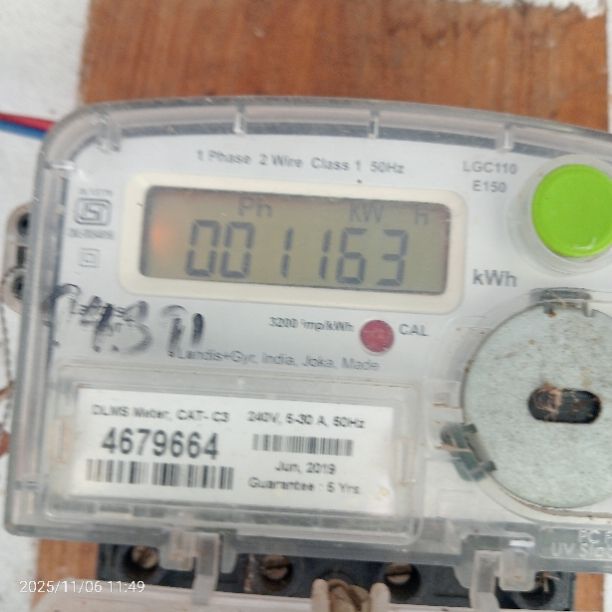 1 Phase 2 Wire Class 1 50Hz
LGC110
E150
Ph kW h
001163
kWh
3200 imp/kWh
CAL
Landis+Gyr, India, Joka, Made
DLMS Meter, CAT- C3
240V, 5-30 A, 50Hz
4679664
Jun, 2019
Guarantee : 5 Yrs
2025/11/06 11:49